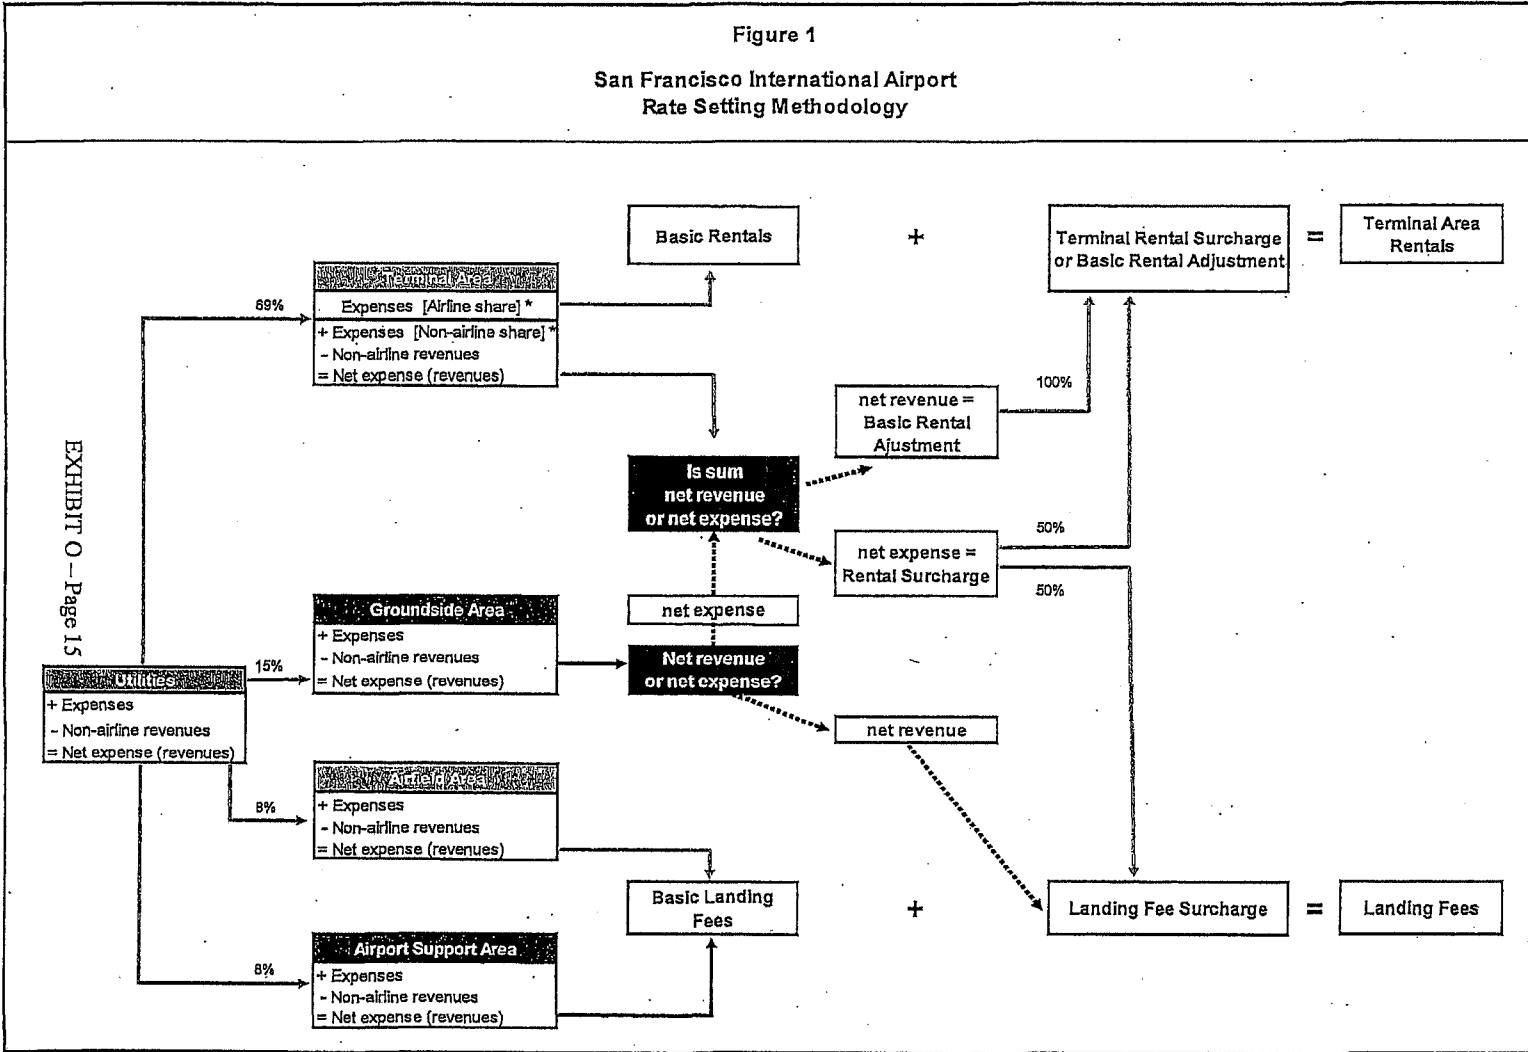 Figure 1
San Francisco International Airport
Rate Setting Methodology
Basic Rentals
+
Terminal Rental Surcharge
or Basic Rental Adjustment
=
Terminal Area
Rentals
Terminal Area
Expenses [Airline share] *
+ Expenses [Non-airline share] *
- Non-airline revenues
= Net expense (revenues)
69%
net revenue =
Basic Rental
Ajustment
100%
Is sum
net revenue
or net expense?
net expense =
Rental Surcharge
50%
50%
EXHIBIT O – Page 15
net expense
Groundside Area
+ Expenses
- Non-airline revenues
= Net expense (revenues)
15%
Net revenue
or net expense?
Utilities
+ Expenses
- Non-airline revenues
= Net expense (revenues)
net revenue
Airfield Area
+ Expenses
- Non-airline revenues
= Net expense (revenues)
8%
Basic Landing
Fees
+
Landing Fee Surcharge
=
Landing Fees
Airport Support Area
+ Expenses
- Non-airline revenues
= Net expense (revenues)
8%